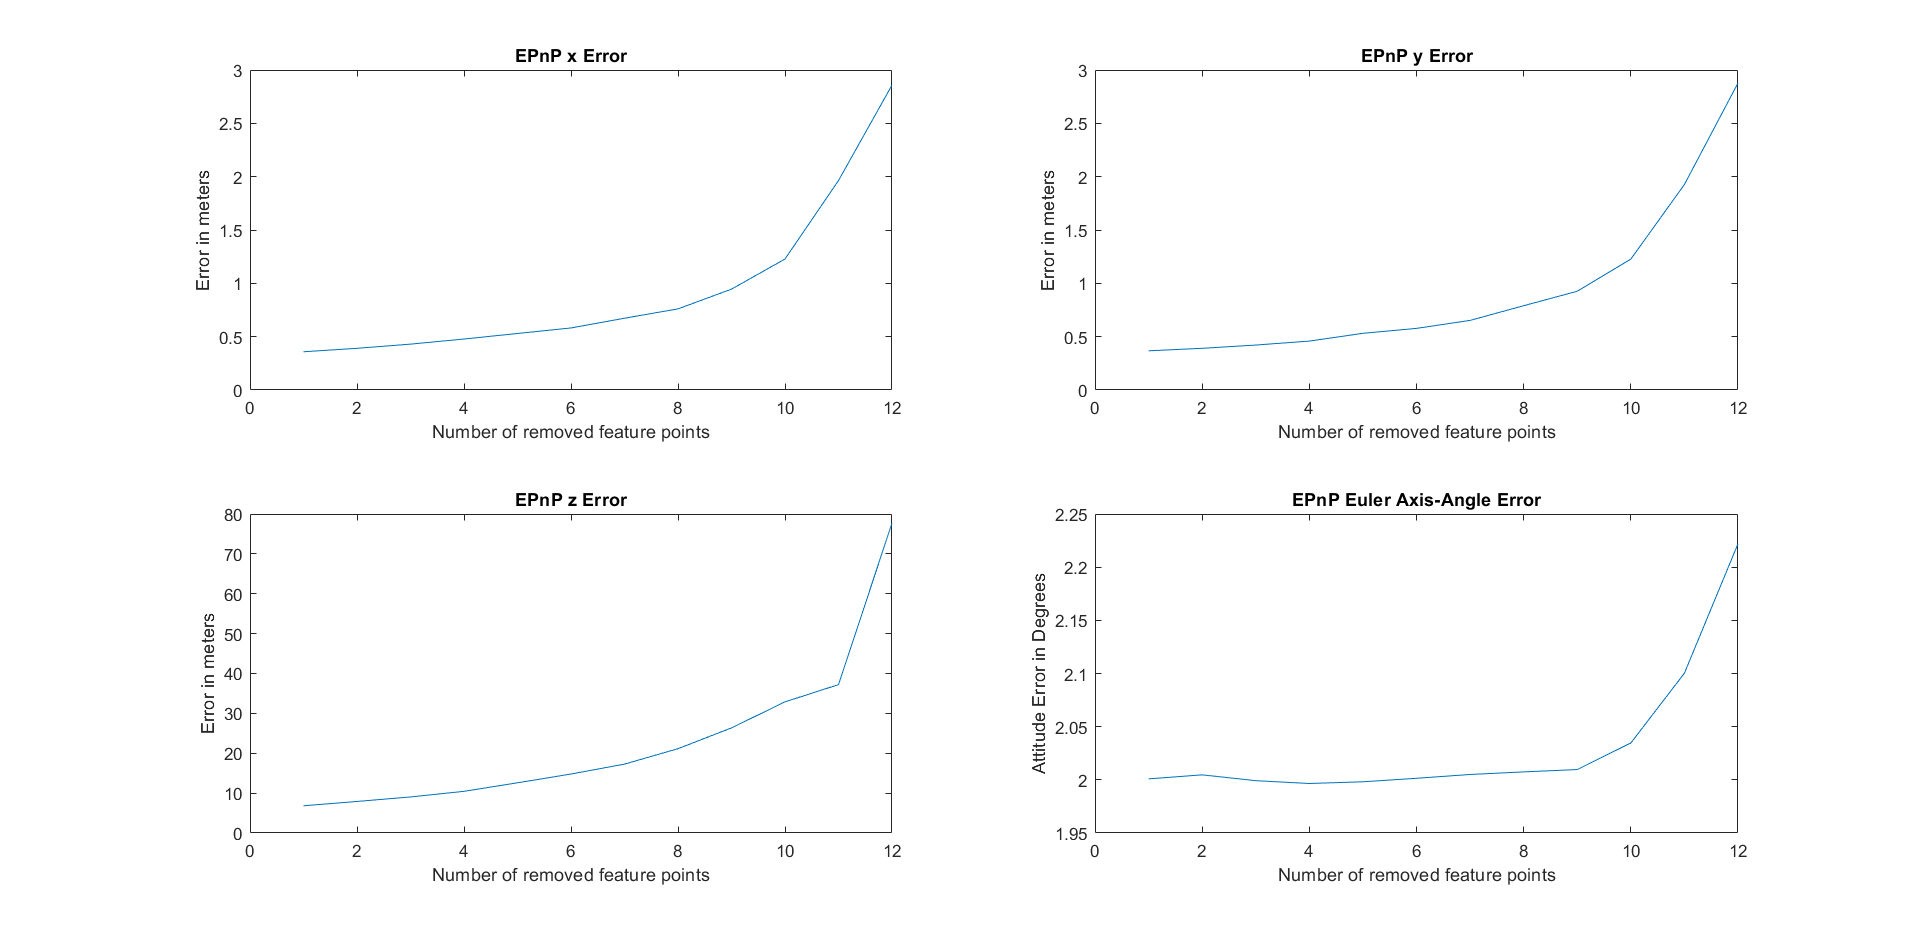 EPnP x Error
3
2.5
2
1.5
1
0.5
0
Error in meters
0 2 4 6 8 10 12
Number of removed feature points
EPnP y Error
3
2.5
2
1.5
1
0.5
0
Error in meters
0 2 4 6 8 10 12
Number of removed feature points
EPnP z Error
80
70
60
50
40
30
20
10
0
Error in meters
0 2 4 6 8 10 12
Number of removed feature points
EPnP Euler Axis-Angle Error
2.25
2.2
2.15
2.1
2.05
2
1.95
Attitude Error in Degrees
0 2 4 6 8 10 12
Number of removed feature points